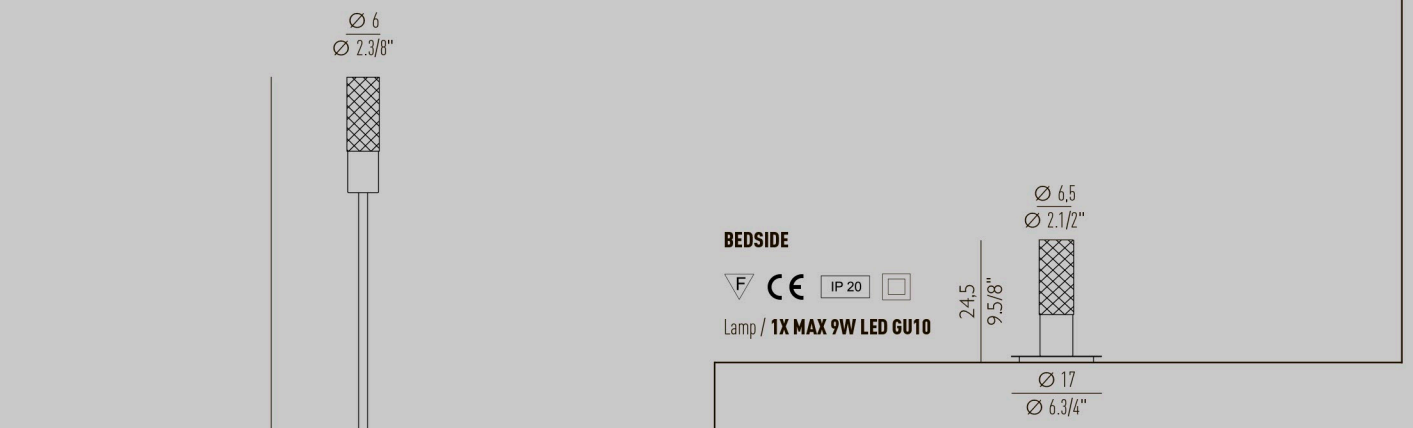 Ø 6
Ø 2.3/8"
BEDSIDE
F CE IP 20
Lamp / 1X MAX 9W LED GU10
Ø 6,5
Ø 2.1/2"
24,5
9.5/8"
Ø 17
Ø 6.3/4"